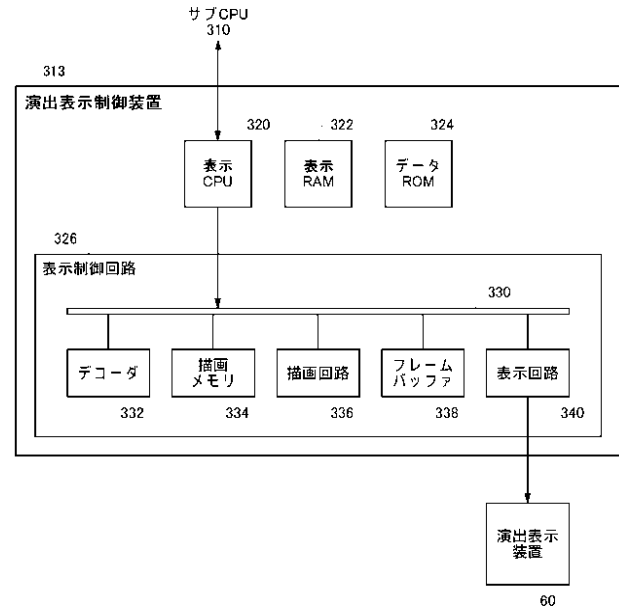 サブCPU
310
313
演出表示制御装置
320
322
324
表示
CPU
表示
RAM
データ
ROM
326
表示制御回路
330
デコーダ
描画
メモリ
描画回路
フレーム
バッファ
表示回路
332
334
336
338
340
演出表示
装置
60